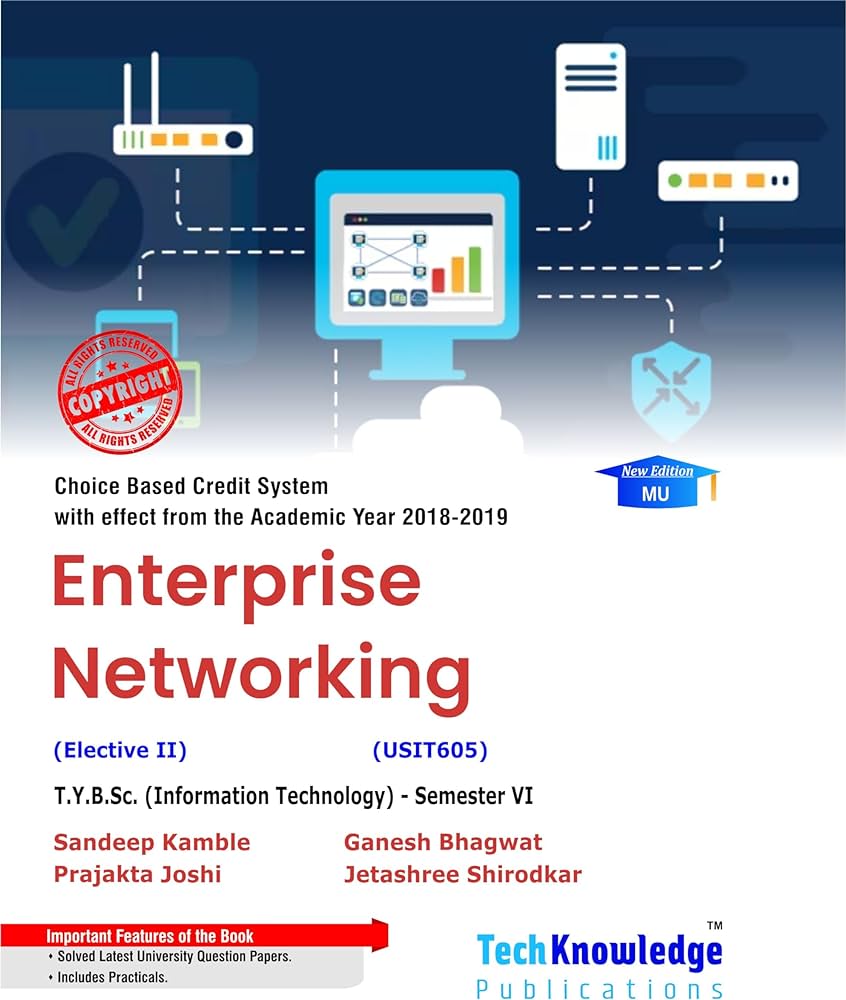 ALL RIGHTS RESERVED
COPYRIGHT
ALL RIGHTS RESERVED
Choice Based Credit System
with effect from the Academic Year 2018-2019
New Edition
MU
Enterprise
Networking
(Elective II) (USIT605)
T.Y.B.Sc. (Information Technology) - Semester VI
Sandeep Kamble Ganesh Bhagwat
Prajakta Joshi Jetashree Shirodkar
Important Features of the Book
• Solved Latest University Question Papers.
• Includes Practicals.
TechKnowledge™
Publications